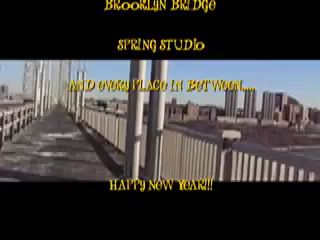 BROOKLYN BRIDGE
SPRING STUDIO
AND EVERY PLACE IN BETWEEN.....
HAPPY NEW YEAR!!!